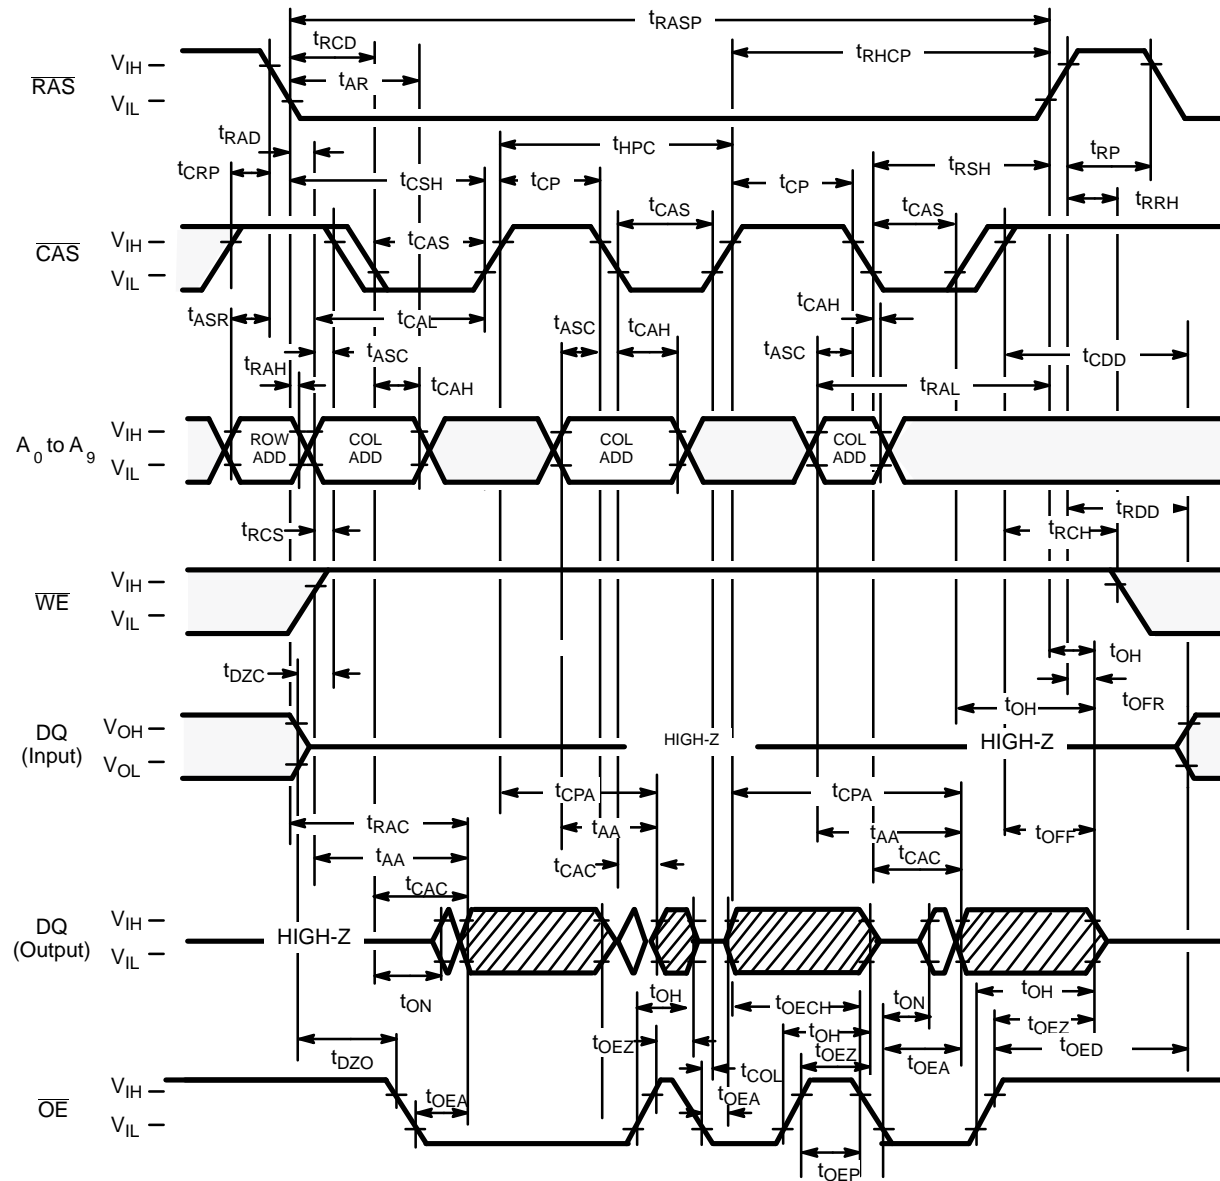 tRASP
tRCD
tRHCP
tAR
RAS
VIH
VIL
tRAD
tHPC
tRP
tCRP
tCSH
tCP
tCP
tRSH
tRRH
tCAS
tCAS
tCAS
CAS
VIH
VIL
tASR
tCAL
tASC
tCAH
tCAH
tRAH
tASC
tASC
tCDD
tCAH
tRAL
A0 to A9
VIH
VIL
ROW
ADD
COL
ADD
COL
ADD
COL
ADD
tRCS
tRCH
tRDD
WE
VIH
VIL
tDZC
tOH
tOFR
tOH
DQ
(Input)
VOH
VOL
HIGH-Z
HIGH-Z
tCPA
tCPA
tRAC
tAA
tAA
tOFF
tAA
tCAC
tCAC
tCAC
DQ
(Output)
VIH
VIL
HIGH-Z
tON
tOH
tOECH
tON
tOH
tOH
tOEZ
tOEZ
tOEZ
tDZO
tCOL
tOEA
tOED
tOEA
tOEA
OE
VIH
VIL
tOEP